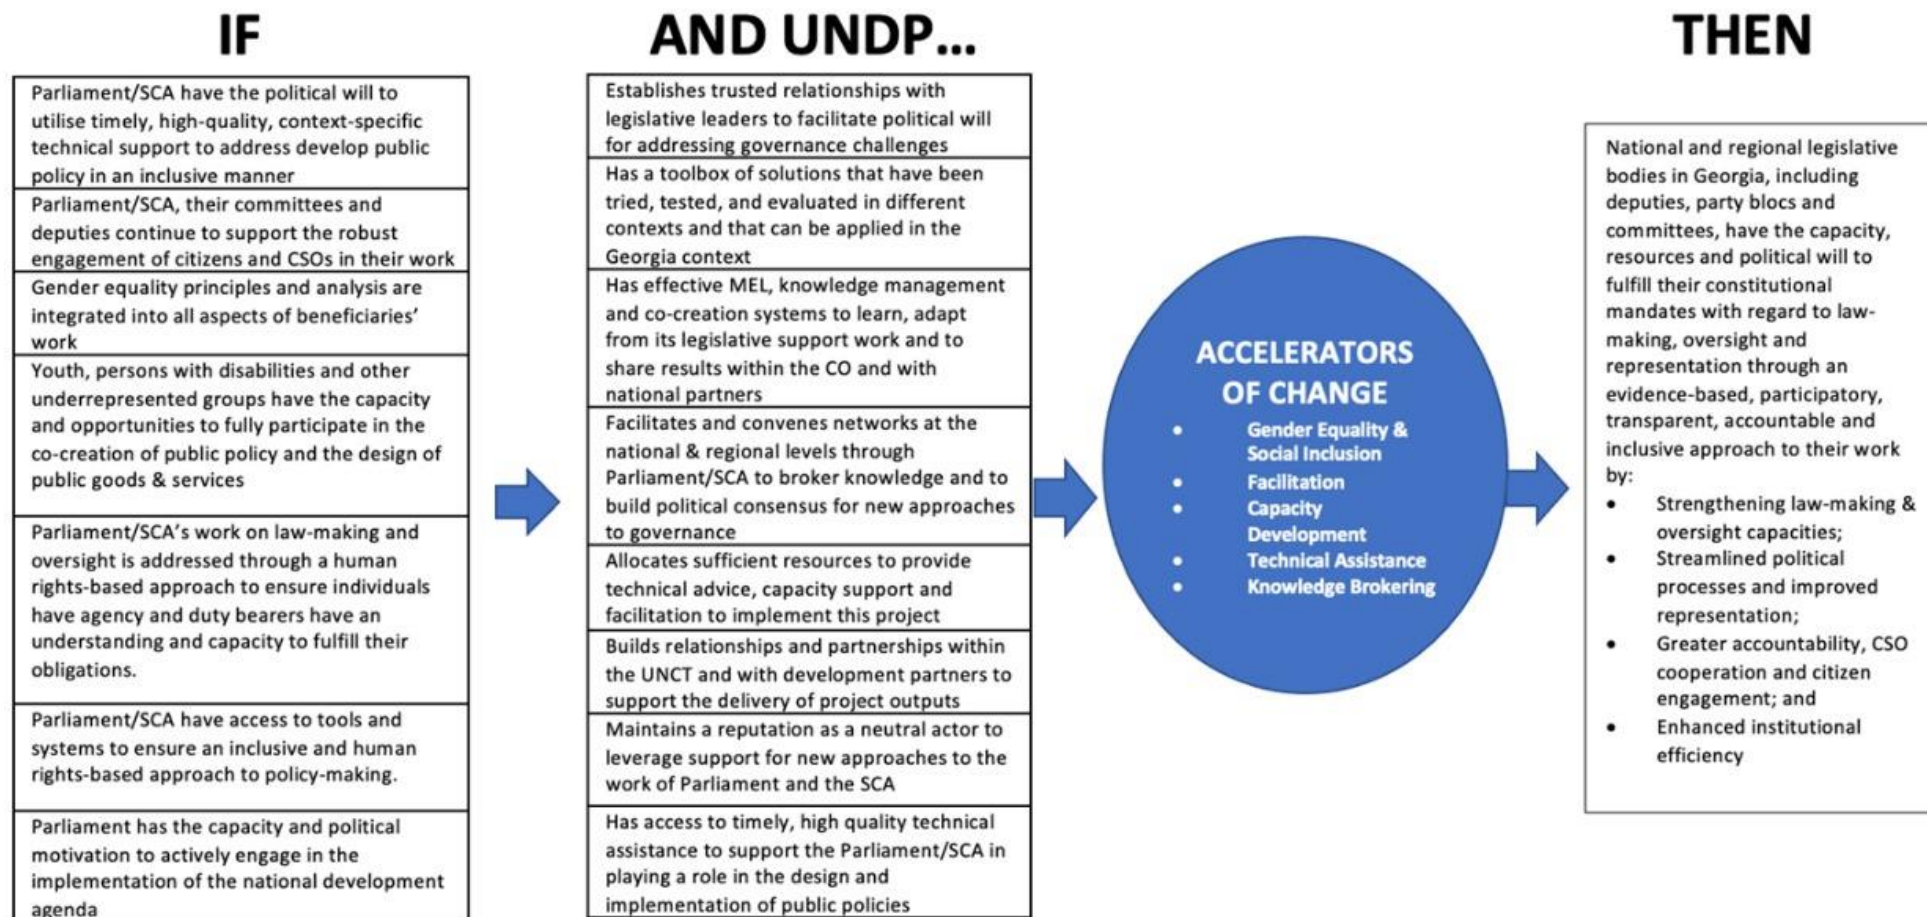 IF
Parliament/SCA have the political will to
utilise timely, high-quality, context-specific
technical support to address develop public
policy in an inclusive manner
Parliament/SCA, their committees and
deputies continue to support the robust
engagement of citizens and CSOs in their work
Gender equality principles and analysis are
integrated into all aspects of beneficiaries'
work
Youth, persons with disabilities and other
underrepresented groups have the capacity
and opportunities to fully participate in the
co-creation of public policy and the design of
public goods & services
Parliament/SCA's work on law-making and
oversight is addressed through a human
rights-based approach to ensure individuals
have agency and duty bearers have an
understanding and capacity to fulfill their
obligations.
Parliament/SCA have access to tools and
systems to ensure an inclusive and human
rights-based approach to policy-making.
Parliament has the capacity and political
motivation to actively engage in the
implementation of the national development
agenda
AND UNDP...
Establishes trusted relationships with
legislative leaders to facilitate political will
for addressing governance challenges
Has a toolbox of solutions that have been
tried, tested, and evaluated in different
contexts and that can be applied in the
Georgia context
Has effective MEL, knowledge management
and co-creation systems to learn, adapt
from its legislative support work and to
share results within the CO and with
national partners
Facilitates and convenes networks at the
national & regional levels through
Parliament/SCA to broker knowledge and to
build political consensus for new approaches
to governance
Allocates sufficient resources to provide
technical advice, capacity support and
facilitation to implement this project
Builds relationships and partnerships within
the UNCT and with development partners to
support the delivery of project outputs
Maintains a reputation as a neutral actor to
leverage support for new approaches to the
work of Parliament and the SCA
Has access to timely, high quality technical
assistance to support the Parliament/SCA in
playing a role in the design and
implementation of public policies
ACCELERATORS
OF CHANGE
• Gender Equality &
Social Inclusion
• Facilitation
• Capacity
Development
• Technical Assistance
• Knowledge Brokering
THEN
National and regional legislative
bodies in Georgia, including
deputies, party blocs and
committees, have the capacity,
resources and political will to
fulfill their constitutional
mandates with regard to law-
making, oversight and
representation through an
evidence-based, participatory,
transparent, accountable and
inclusive approach to their work
by:
• Strengthening law-making &
oversight capacities;
• Streamlined political
processes and improved
representation;
• Greater accountability, CSO
cooperation and citizen
engagement; and
• Enhanced institutional
efficiency